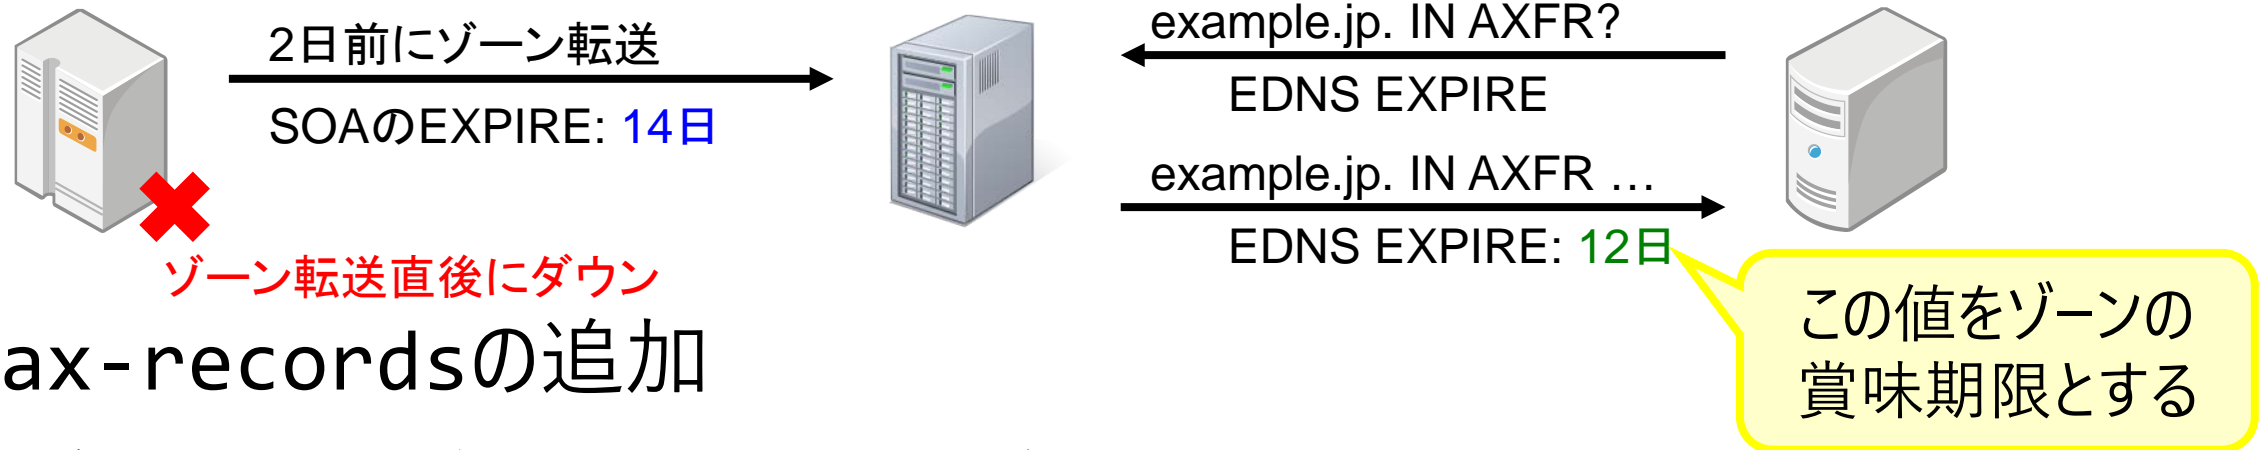 2日前にゾーン転送
SOAのEXPIRE: 14日
ゾーン転送直後にダウン
example.jp. IN AXFR?
EDNS EXPIRE
example.jp. IN AXFR …
EDNS EXPIRE: 12日
この値をゾーンの
賞味期限とする
ax-recordsの追加